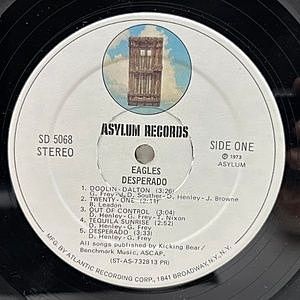 ASYLUM RECORDS
SD 5068
STEREO
SIDE ONE
℗ 1973
ASYLUM
EAGLES
DESPERADO
1. DOOLIN-DALTON (3:26)
G. Frey-J. D. Souther-D. Henley-J. Browne
2. TWENTY-ONE (2:11)
B. Leadon
3. OUT OF CONTROL (3:04)
D. Henley-G. Frey-T. Nixon
4. TEQUILA SUNRISE (2:52)
D. Henley-G. Frey
5. DESPERADO (3:33)
D. Henley-G. Frey
All songs published by Kicking Bear/
Benchmark Music, ASCAP.
(ST-AS-732813 PR)
MFG. BY ATLANTIC RECORDING CORP., 1841 BROADWAY, N.Y., N.Y.